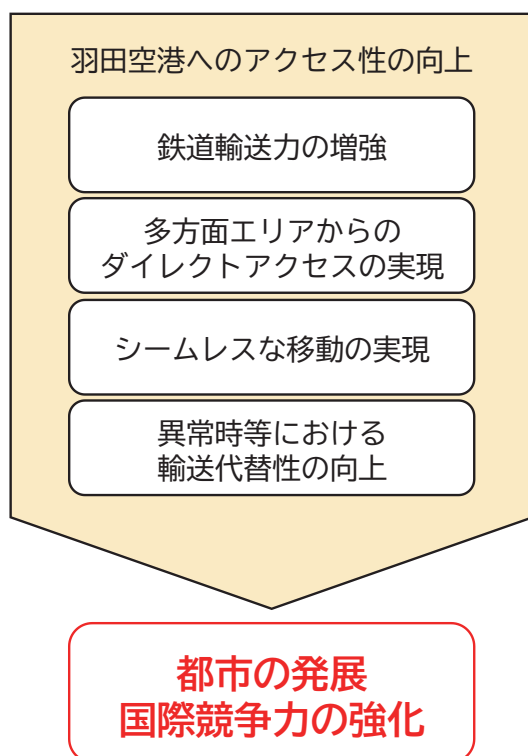 羽田空港へのアクセス性の向上
鉄道輸送力の増強
多方面エリアからの
ダイレクトアクセスの実現
シームレスな移動の実現
異常時等における
輸送代替性の向上
都市の発展
国際競争力の強化